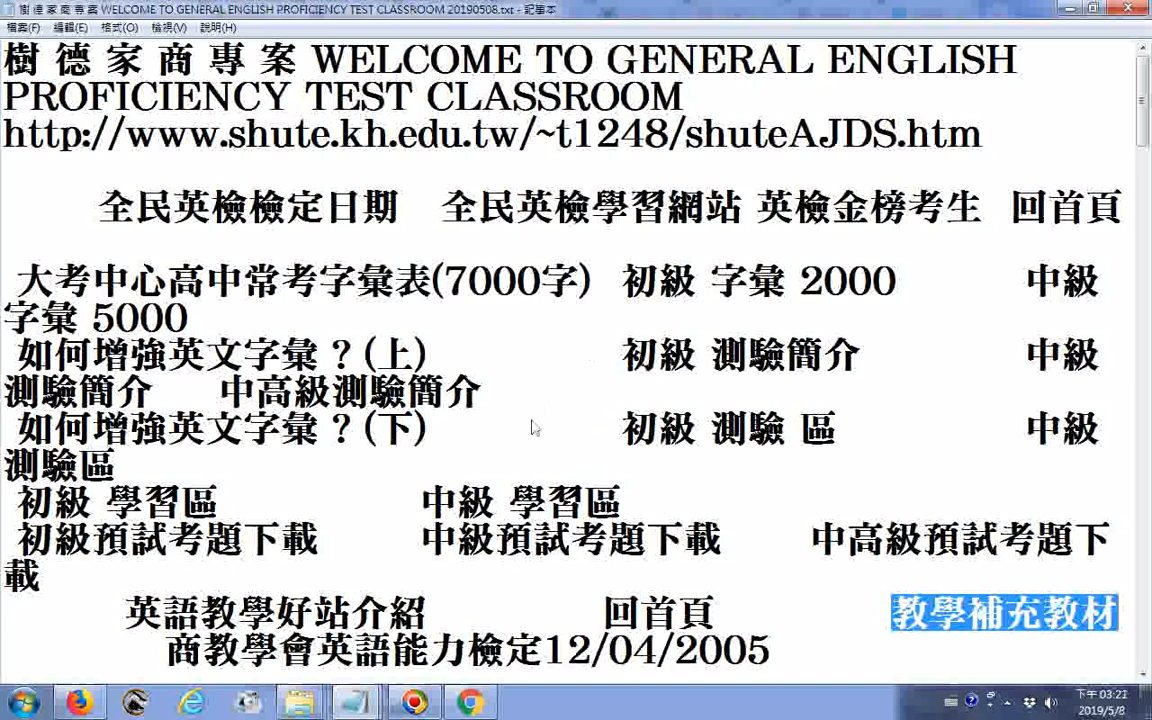 樹 德 家 商 專 案 WELCOME TO GENERAL ENGLISH PROFICIENCY TEST CLASSROOM 20190508.txt - 記事本
檔案(F) 編輯(E) 格式(O) 檢視(V) 說明(H)
樹 德 家 商 專 案 WELCOME TO GENERAL ENGLISH
PROFICIENCY TEST CLASSROOM
http://www.shute.kh.edu.tw/~t1248/shuteAJDS.htm
全民英檢檢定日期 全民英檢學習網站 英檢金榜考生 回首頁
大考中心高中常考字彙表(7000字) 初級 字彙 2000 中級
字彙 5000
如何增強英文字彙 ? (上) 初級 測驗簡介 中級
測驗簡介 中高級測驗簡介
如何增強英文字彙 ? (下) 初級 測驗 區 中級
測驗區
初級 學習區 中級 學習區
初級預試考題下載 中級預試考題下載 中高級預試考題下
載
英語教學好站介紹 回首頁 教學補充教材
商教學會英語能力檢定12/04/2005
下午 03:21
2019/5/8